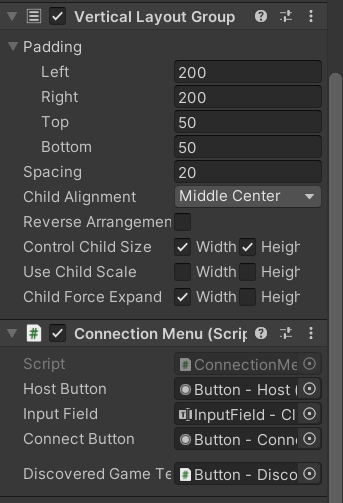 Vertical Layout Group
Padding
Left 200
Right 200
Top 50
Bottom 50
Spacing 20
Child Alignment Middle Center
Reverse Arrangemen
Control Child Size Width Heigh
Use Child Scale Width Heigh
Child Force Expand Width Heigh
Connection Menu (Scrip
Script # ConnectionMe
Host Button Button - Host
Input Field InputField - Cl
Connect Button Button - Conn
Discovered Game Te # Button - Disco